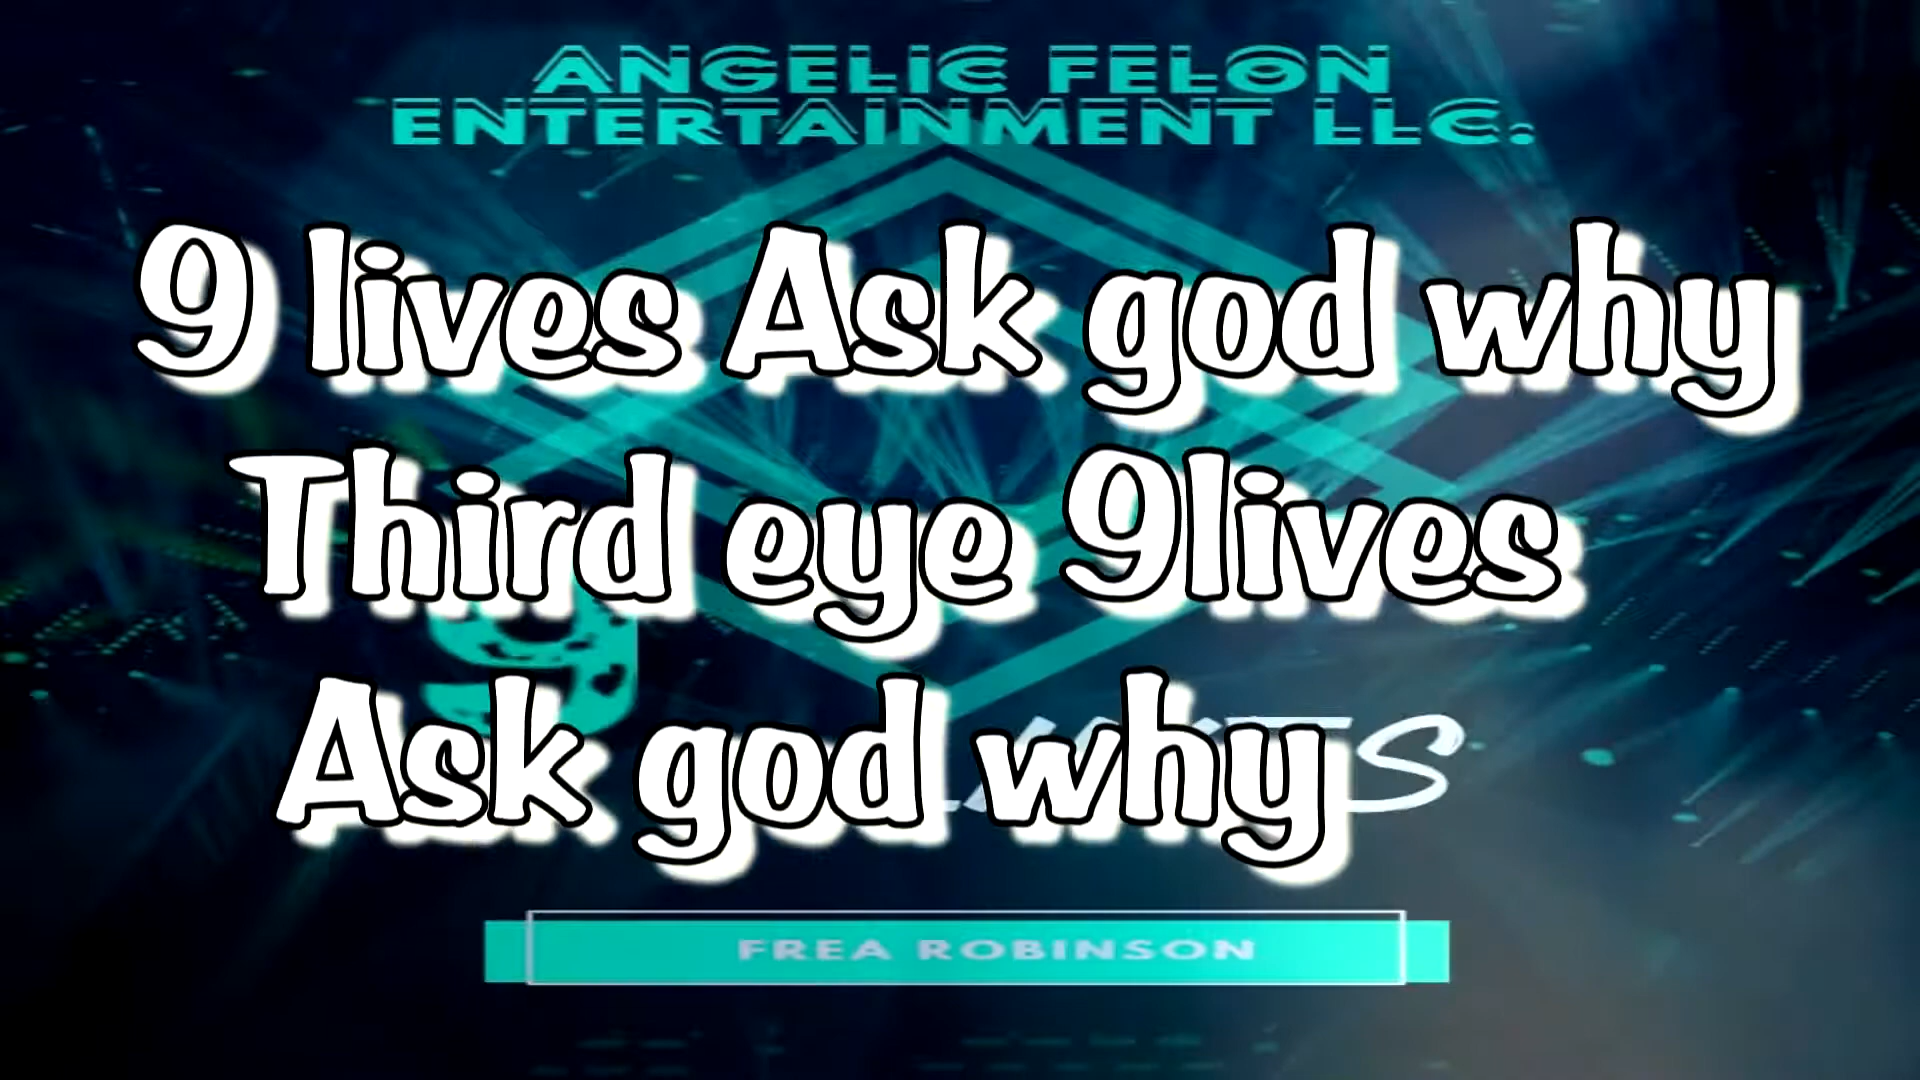 ANGELIC FELON
ENTERTAINMENT LLC.
9 lives Ask god why
Third eye 9lives
Ask god why
FREA ROBINSON